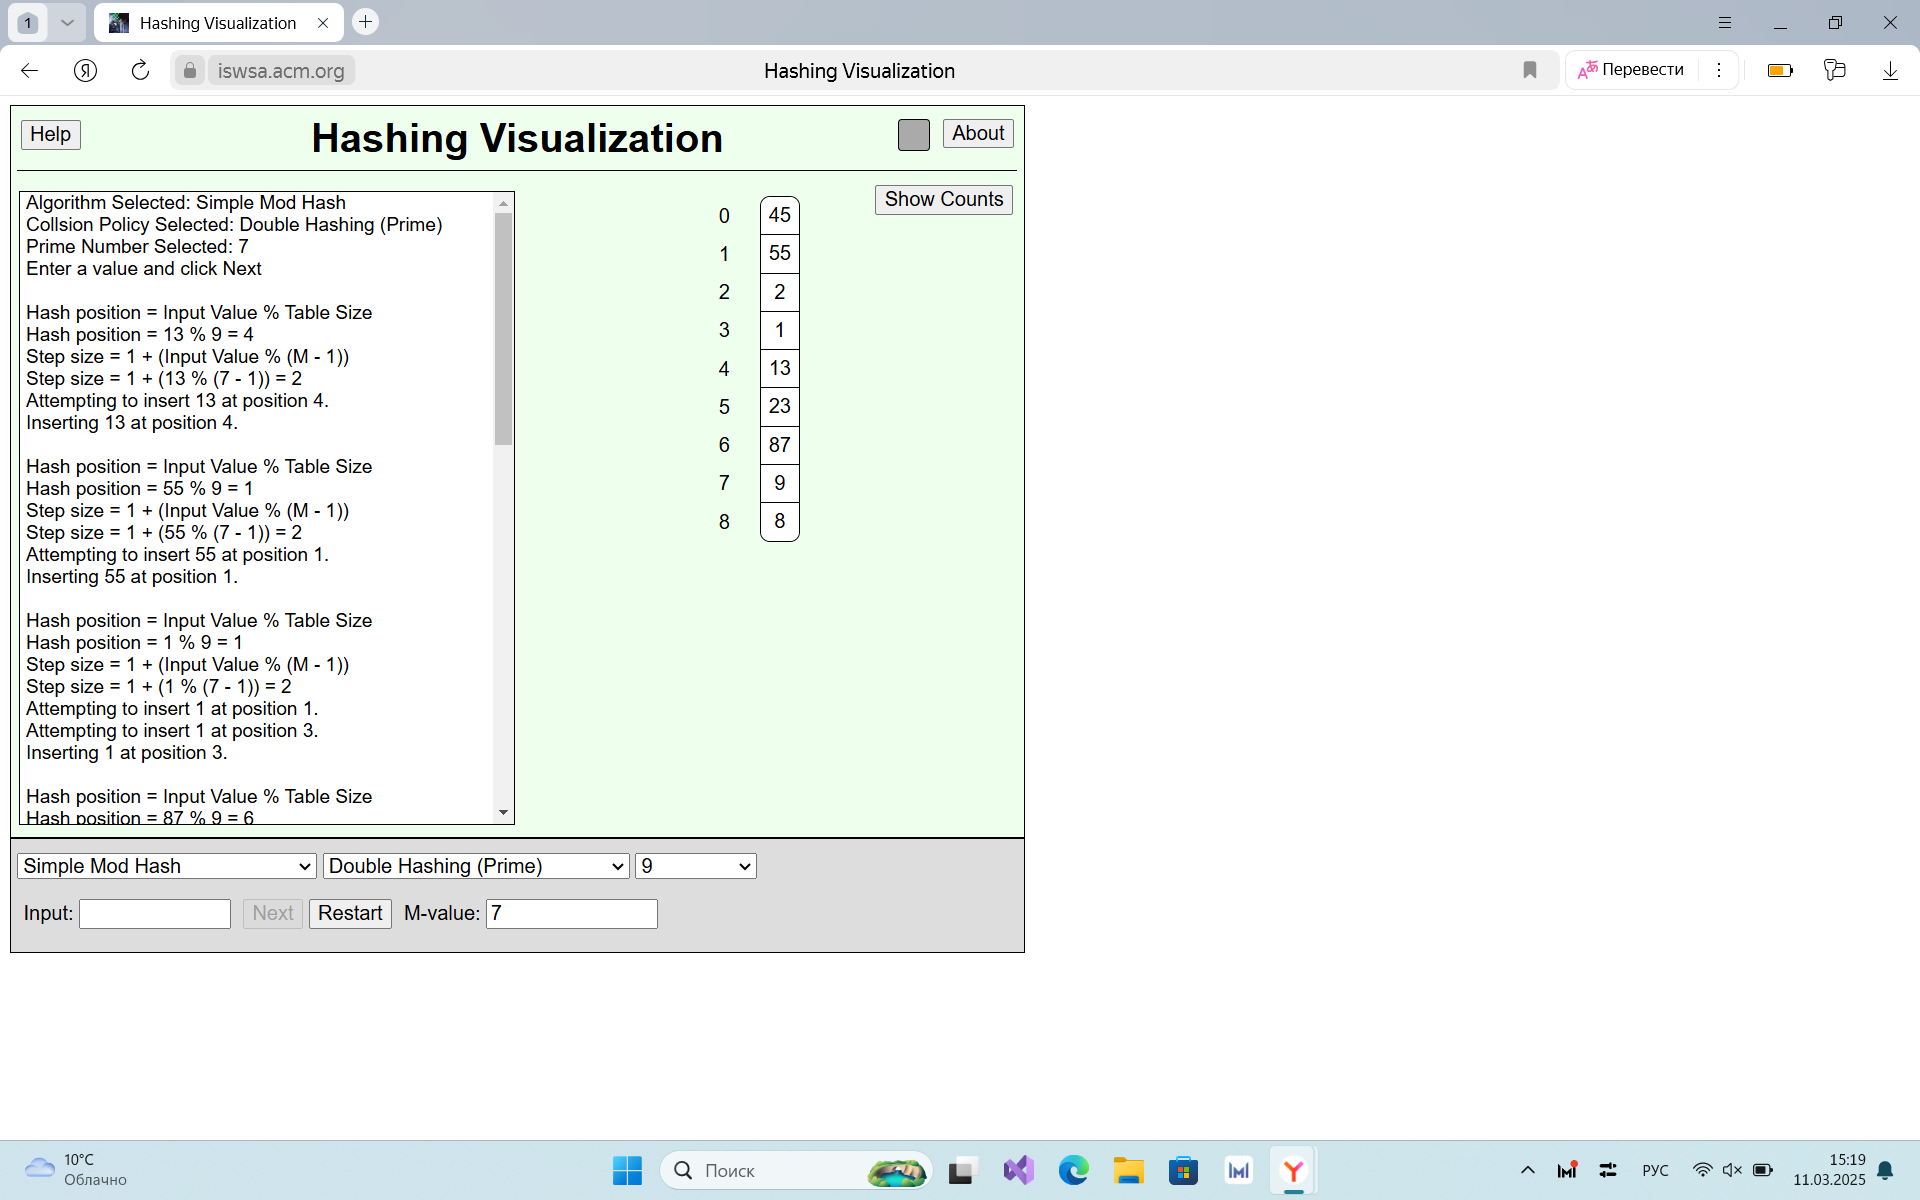 1
Hashing Visualization
iswsa.acm.org
Hashing Visualization
Перевести
Help
Hashing Visualization
About
Show Counts
Algorithm Selected: Simple Mod Hash
Collsion Policy Selected: Double Hashing (Prime)
Prime Number Selected: 7
Enter a value and click Next
Hash position = Input Value % Table Size
Hash position = 13 % 9 = 4
Step size = 1 + (Input Value % (M - 1))
Step size = 1 + (13 % (7 - 1)) = 2
Attempting to insert 13 at position 4.
Inserting 13 at position 4.
Hash position = Input Value % Table Size
Hash position = 55 % 9 = 1
Step size = 1 + (Input Value % (M - 1))
Step size = 1 + (55 % (7 - 1)) = 2
Attempting to insert 55 at position 1.
Inserting 55 at position 1.
Hash position = Input Value % Table Size
Hash position = 1 % 9 = 1
Step size = 1 + (Input Value % (M - 1))
Step size = 1 + (1 % (7 - 1)) = 2
Attempting to insert 1 at position 1.
Attempting to insert 1 at position 3.
Inserting 1 at position 3.
Hash position = Input Value % Table Size
Hash position = 87 % 9 = 6
0 45
1 55
2 2
3 1
4 13
5 23
6 87
7 9
8 8
Simple Mod Hash Double Hashing (Prime) 9
Input: Next Restart M-value: 7
10°C
Облачно
Поиск
РУС
15:19
11.03.2025